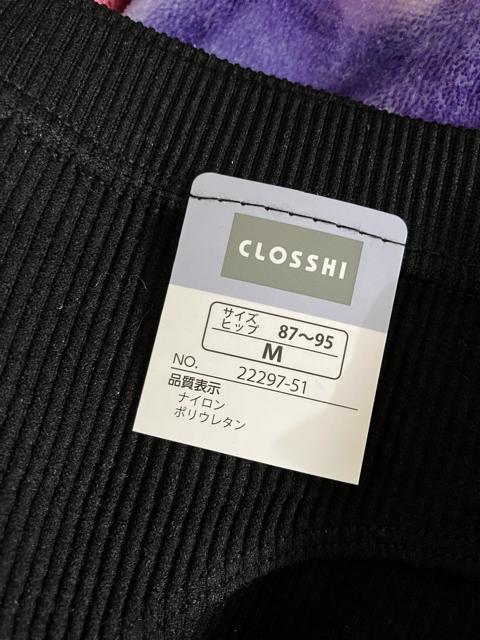 CLOSSHI
サイズ
ヒップ 87〜95
M
NO. 22297-51
品質表示
ナイロン
ポリウレタン